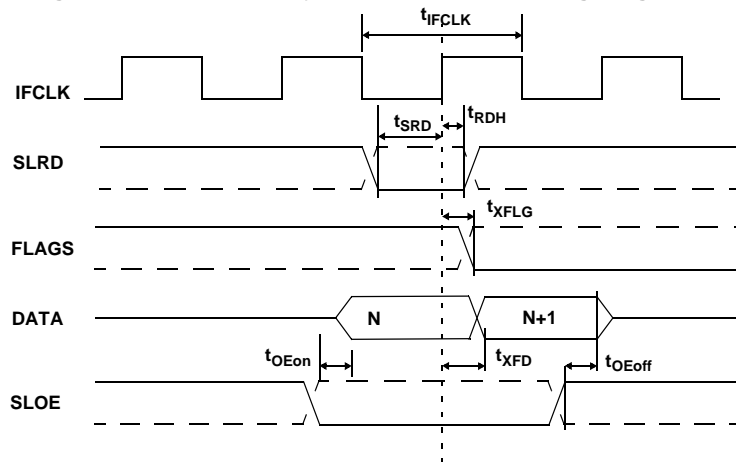 tIFCLK
IFCLK
tSRD
tRDH
SLRD
tXFLG
FLAGS
DATA
N
N+1
tOEon
tXFD
tOEoff
SLOE